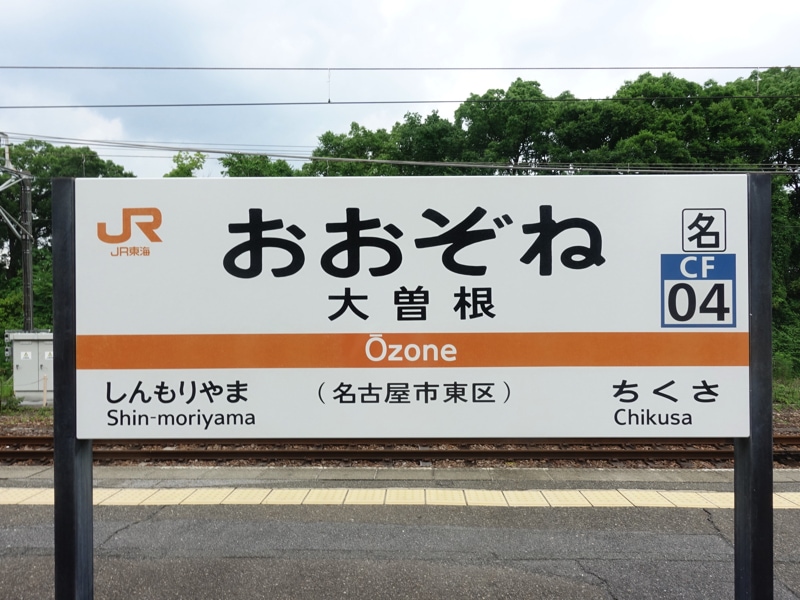 JR
JR東海
おおぞね
大曽根
名
CF
04
Ōzone
しんもりやま
Shin-moriyama
（名古屋市東区）
ちくさ
Chikusa